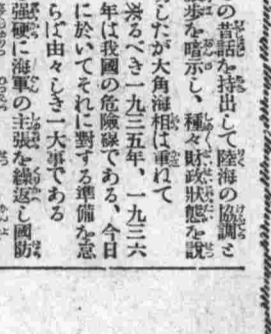 の昔話を持出して陸海の協調と
歩を暗示し、種々財政狀態を說
したが大角海相は重ねて
るべき一九三五年、一九三六
年は我國の危險線である、今日
に於いてそれに對する準備を怠
らば由々しき一大事である
强硬に海軍の主張を繰返し國防